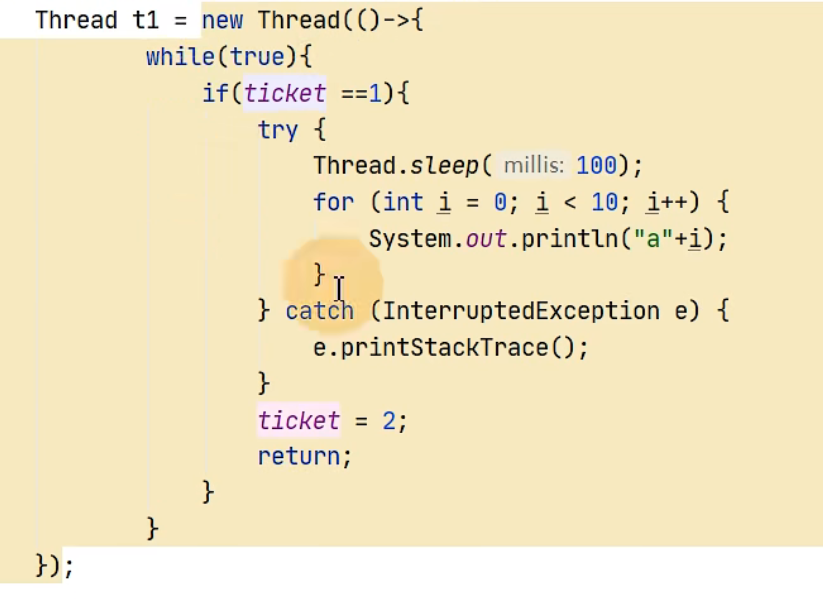 Thread t1 = new Thread(()->{
while(true){
if(ticket ==1){
try {
Thread.sleep( millis: 100);
for (int i = 0; i < 10; i++) {
System.out.println("a"+i);
}
} catch (InterruptedException e) {
e.printStackTrace();
}
ticket = 2;
return;
}
}
});